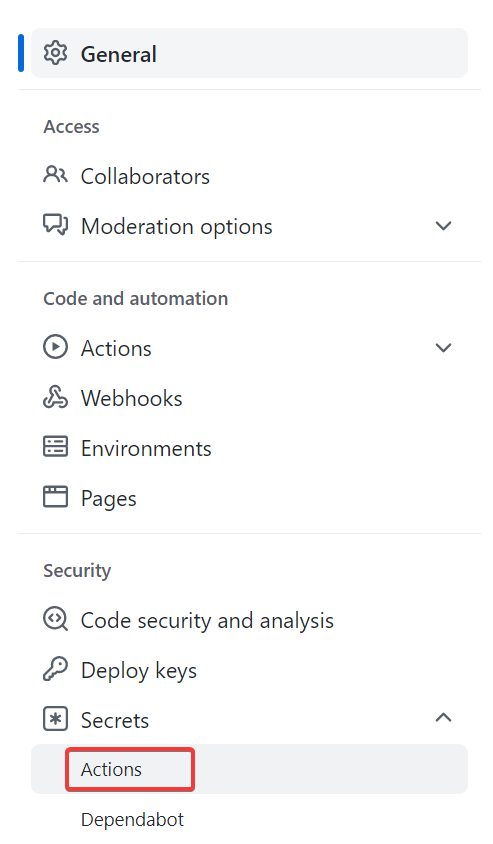 General
Access
Collaborators
Moderation options
Code and automation
Actions
Webhooks
Environments
Pages
Security
Code security and analysis
Deploy keys
Secrets
Actions
Dependabot